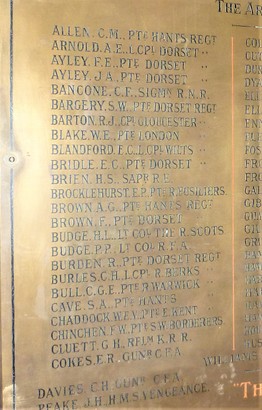 THE AR
ALLEN, C.M., PTE HANTS REGT
ARNOLD, A.E., L.CPL DORSET "
AYLEY, F.E., PTE DORSET "
AYLEY, J.A., PTE DORSET "
BANCONE, C.F., SIGMN R.N.R.
BARGERY, S.W., PTE DORSET REGT
BARTON, R.J., CPL GLOUCESTER "
BLAKE, W.E., PTE LONDON "
BLANDFORD, F.C., L.CPL WILTS "
BRIDLE, E.C., PTE DORSET "
BRIEN, H.S., SAPR R.E.
BROCKLEHURST, E.P., PTE R. FUSILIERS
BROWN, A.G., PTE HANTS REGT
BROWN, F., PTE DORSET "
BUDGE, H.L., LT COL THE R. SCOTS
BUDGE, P.P., LT COL R.F.A.
BURDEN, R., PTE DORSET REGT
BURLES, C.H., L.CPL R. BERKS "
BULL, C.G.E., PTE R. WARWICK "
CAVE, S.A., PTE HANTS "
CHADDOCK, W.E.V., PTE E. KENT "
CHINCHEN, F.W., PTE S.W. BORDERERS
CLUETT, G.H., RFLMN K.R.R.
COKES, E.R., GUNR G.F.A.
DAVIES, C.H., GUNR G.F.A.
PEAKE, J.H., H.M.S. VENGEANCE.
"TH